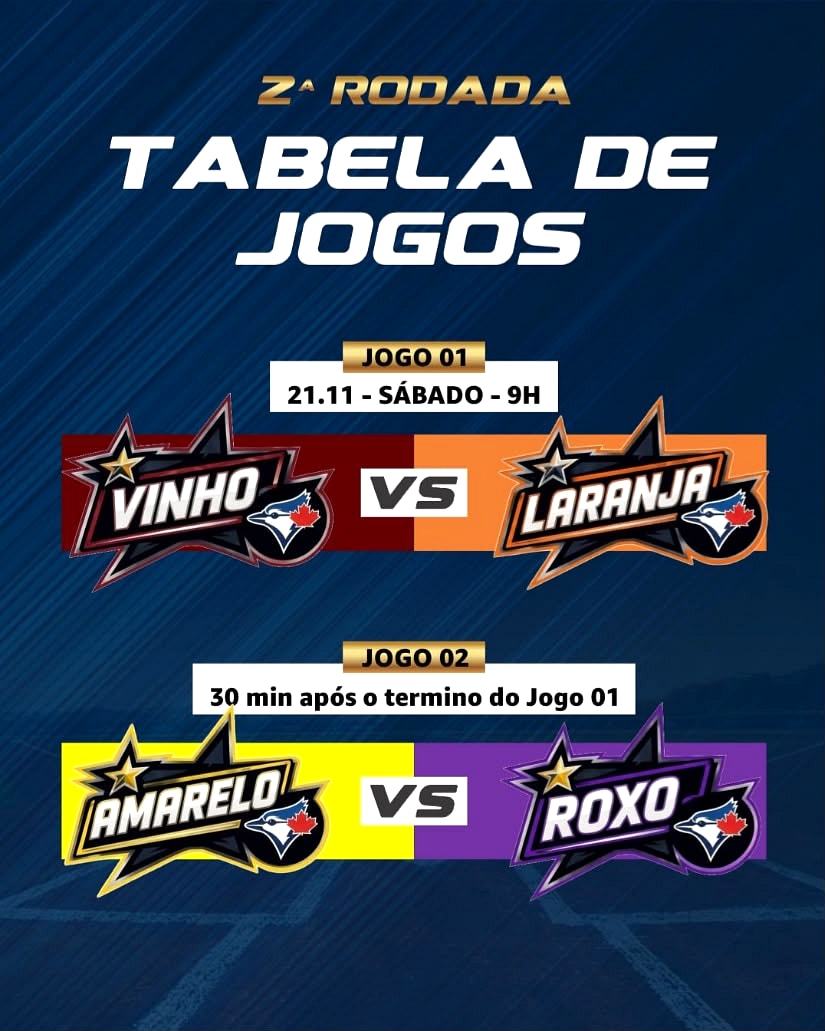 2ª RODADA
TABELA DE
JOGOS
JOGO 01
21.11 - SÁBADO - 9H
VINHO
VS
LARANJA
JOGO 02
30 min após o termino do Jogo 01
AMARELO
VS
ROXO